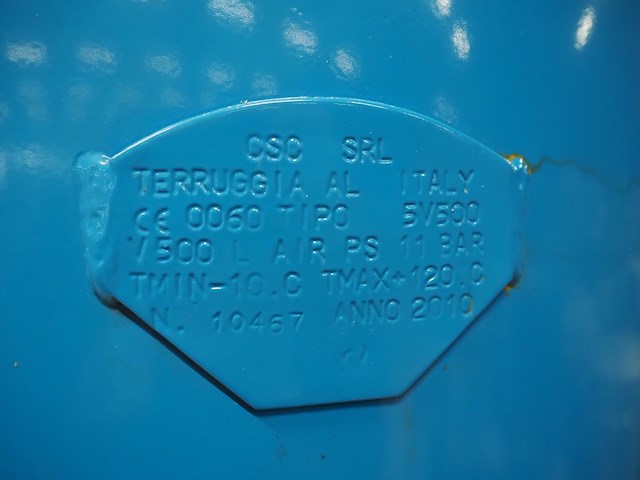 CSC SRL
TERRUGGIA AL ITALY
CE 0060 TIPO 5V500
V500 L AIR PS 11 BAR
TMIN-10.C TMAX+120.C
N. 10467 ANNO 2010